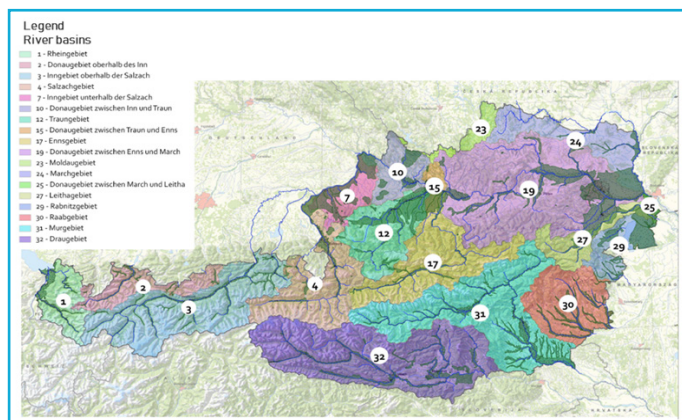 Legend
River basins
1 - Rheingebiet
2 - Donaugebiet oberhalb des Inn
3 - Inngebiet oberhalb der Salzach
4 - Salzachgebiet
7 - Inngebiet unterhalb der Salzach
10 - Donaugebiet zwischen Inn und Traun
12 - Traungebiet
15 - Donaugebiet zwischen Traun und Enns
17 - Ennsgebiet
19 - Donaugebiet zwischen Enns und March
23 - Moldaugebiet
24 - Marchgebiet
25 - Donaugebiet zwischen March und Leitha
27 - Leithagebiet
29 - Rabnitzgebiet
30 - Raabgebiet
31 - Murgebiet
32 - Draugebiet
23
24
10
7
15
19
25
12
27
29
4
17
1
2
3
30
31
32